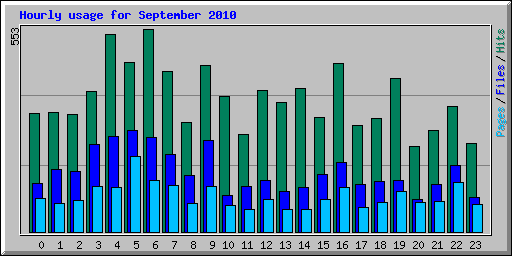 Hourly usage for September 2010
553
Pages/Files/Hits
0 1 2 3 4 5 6 7 8 9 10 11 12 13 14 15 16 17 18 19 20 21 22 23